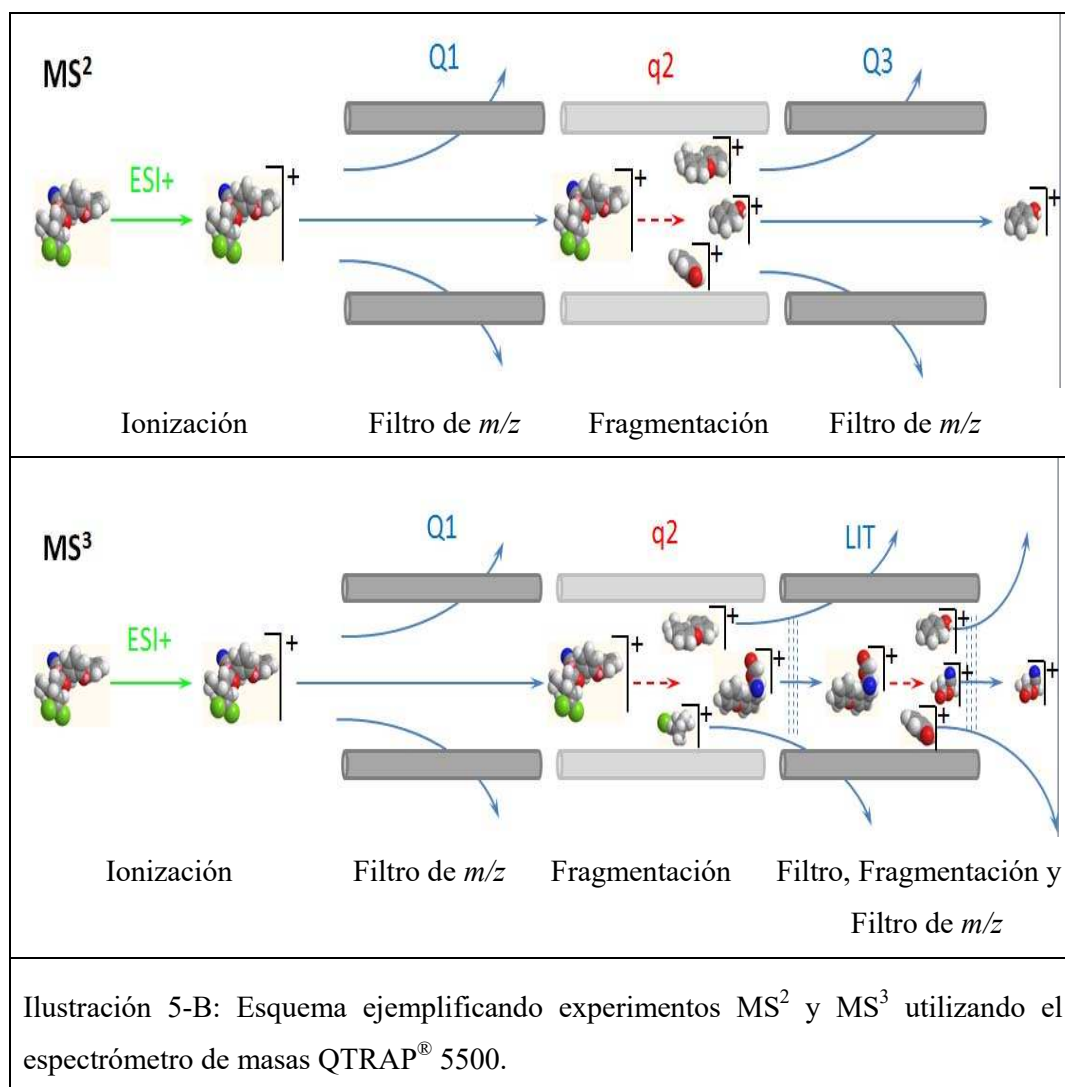 MS²
Q1 q2 Q3
ESI+
+ + + + + +
Ionización Filtro de m/z Fragmentación Filtro de m/z
MS³
Q1 q2 LIT
ESI+
+ + + + + + + + + +
Ionización Filtro de m/z Fragmentación Filtro, Fragmentación y
Filtro de m/z
Ilustración 5-B: Esquema ejemplificando experimentos MS² y MS³ utilizando el
espectrómetro de masas QTRAP® 5500.